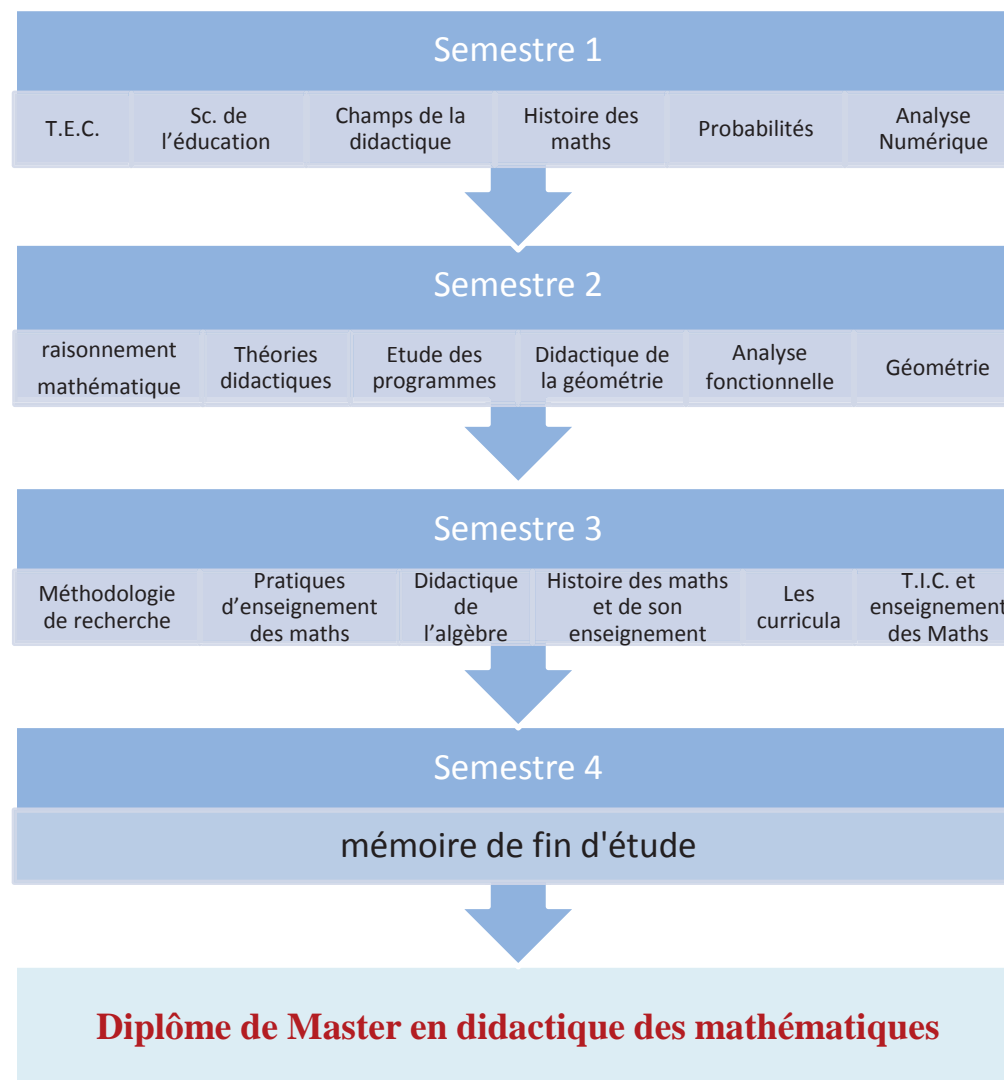 Semestre 1
T.E.C.
Sc. de
l'éducation
Champs de la
didactique
Histoire des
maths
Probabilités
Analyse
Numérique
Semestre 2
raisonnement
mathématique
Théories
didactiques
Etude des
programmes
Didactique de
la géométrie
Analyse
fonctionnelle
Géométrie
Semestre 3
Méthodologie
de recherche
Pratiques
d'enseignement
des maths
Didactique
de
l'algèbre
Histoire des maths
et de son
enseignement
Les
curricula
T.I.C. et
enseignement
des Maths
Semestre 4
mémoire de fin d'étude
Diplôme de Master en didactique des mathématiques